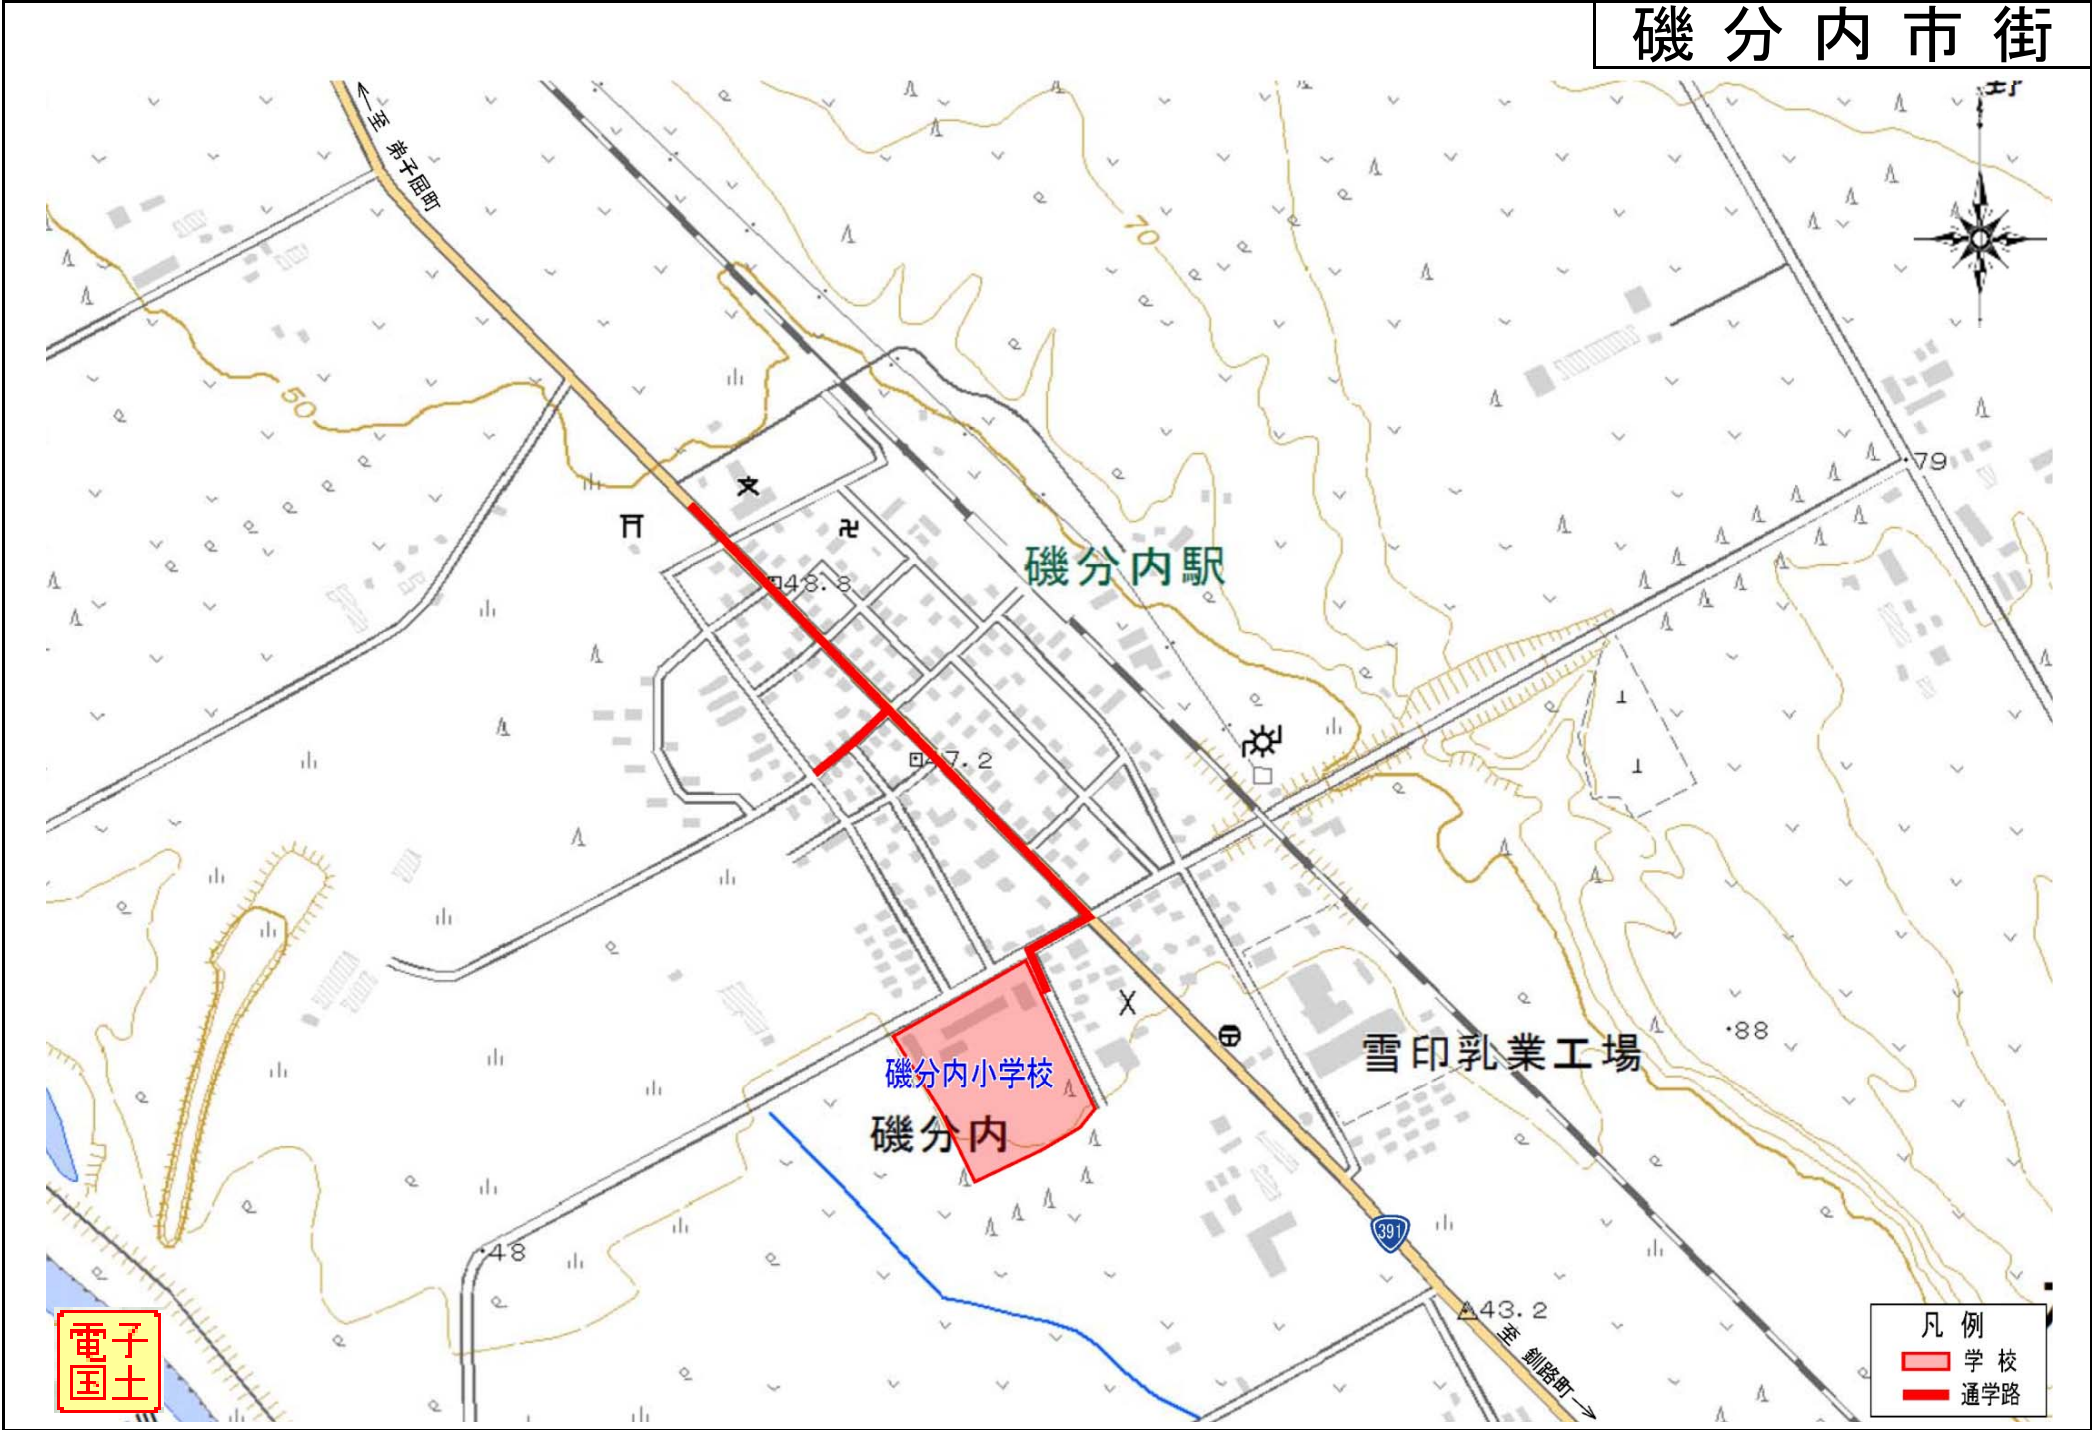 磯分内市街
←至 弟子屈町
70
50
79
48.8
磯分内駅
47.2
磯分内小学校
磯分内
雪印乳業工場
88
391
48
43.2
至 釧路町→
電子
国土
凡例
学校
通学路